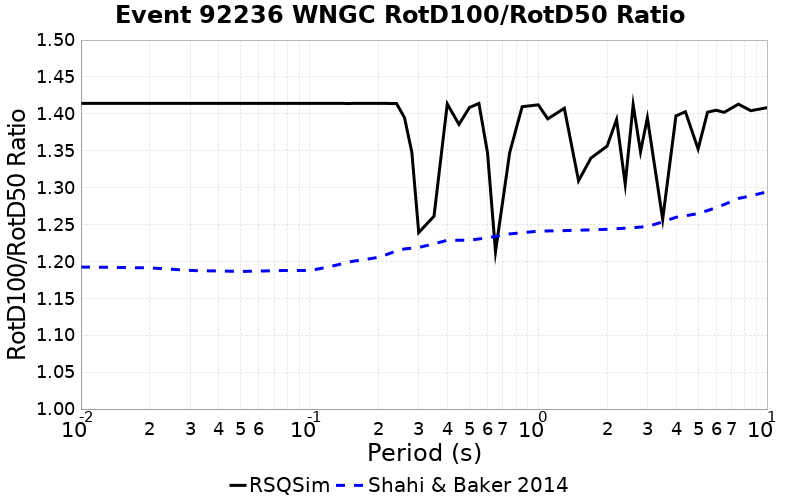 Event 92236 WNGC RotD100/RotD50 Ratio
RotD100/RotD50 Ratio
1.50
1.45
1.40
1.35
1.30
1.25
1.20
1.15
1.10
1.05
1.00
10-2 2 3 4 5 6 10-1 2 3 4 5 6 7 100 2 3 4 5 6 7 101
Period (s)
RSQSim Shahi & Baker 2014